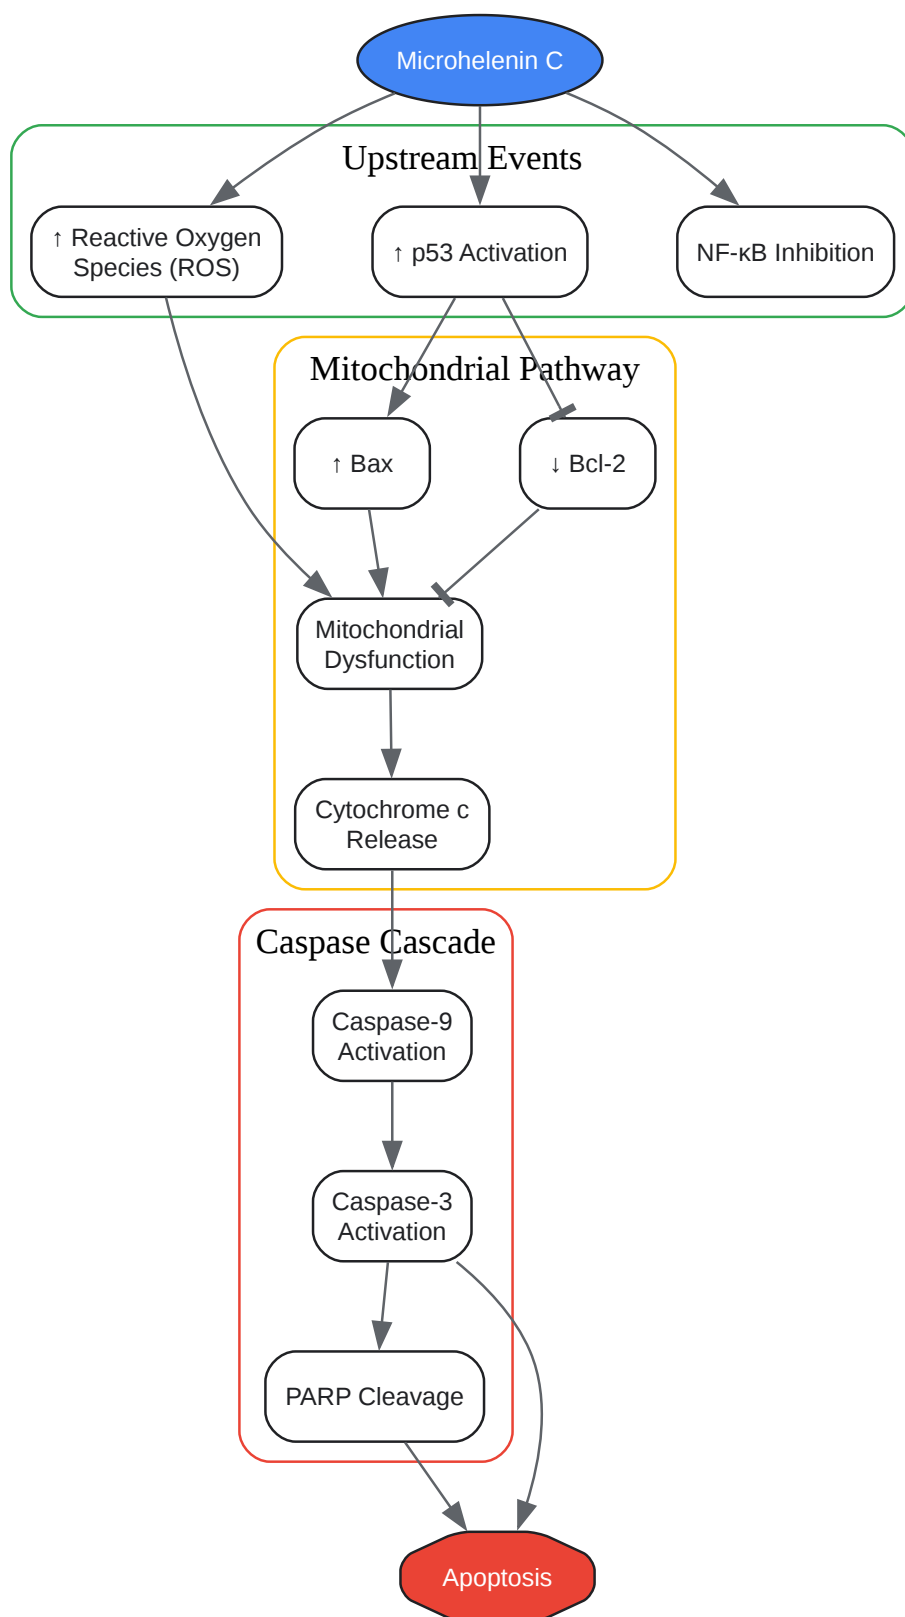 Microhelenin C
Upstream Events
↑ Reactive Oxygen
Species (ROS)
↑ p53 Activation
NF-κB Inhibition
Mitochondrial Pathway
↑ Bax
↓ Bcl-2
Mitochondrial
Dysfunction
Cytochrome c
Release
Caspase Cascade
Caspase-9
Activation
Caspase-3
Activation
PARP Cleavage
Apoptosis